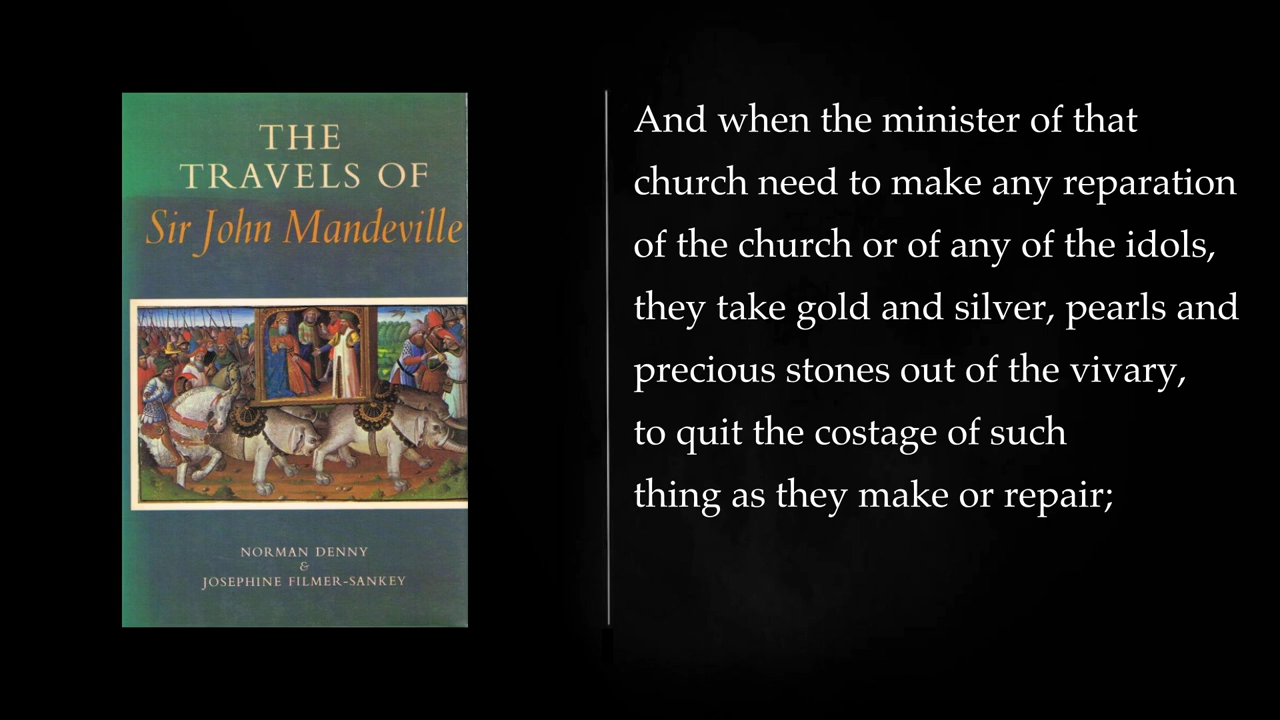 THE
TRAVELS OF
Sir John Mandeville
NORMAN DENNY
&
JOSEPHINE FILMER-SANKEY
And when the minister of that
church need to make any reparation
of the church or of any of the idols,
they take gold and silver, pearls and
precious stones out of the vivary,
to quit the costage of such
thing as they make or repair;